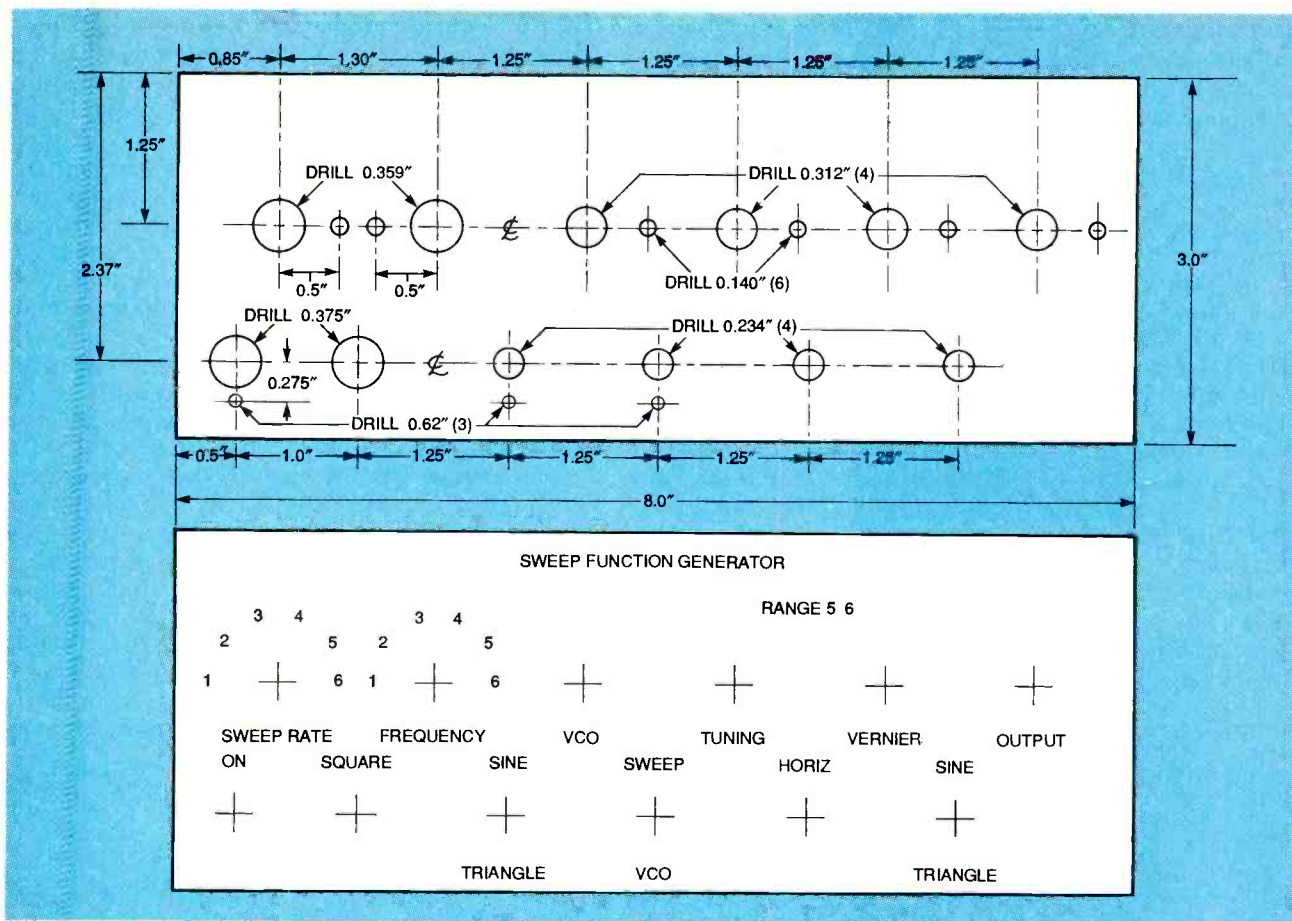 0.85" 1.30" 1.25" 1.25" 1.25" 1.25"
1.25"
DRILL 0.359" DRILL 0.312" (4)
℄
2.37" 3.0"
0.5" 0.5" DRILL 0.140" (6)
DRILL 0.375" DRILL 0.234" (4)
℄
0.275"
DRILL 0.62" (3)
0.5" 1.0" 1.25" 1.25" 1.25" 1.25"
8.0"
SWEEP FUNCTION GENERATOR
RANGE 5 6
3 4 3 4
2 5 2 5
1 6 1 6
SWEEP RATE FREQUENCY VCO TUNING VERNIER OUTPUT
ON SQUARE SINE SWEEP HORIZ SINE
TRIANGLE VCO TRIANGLE